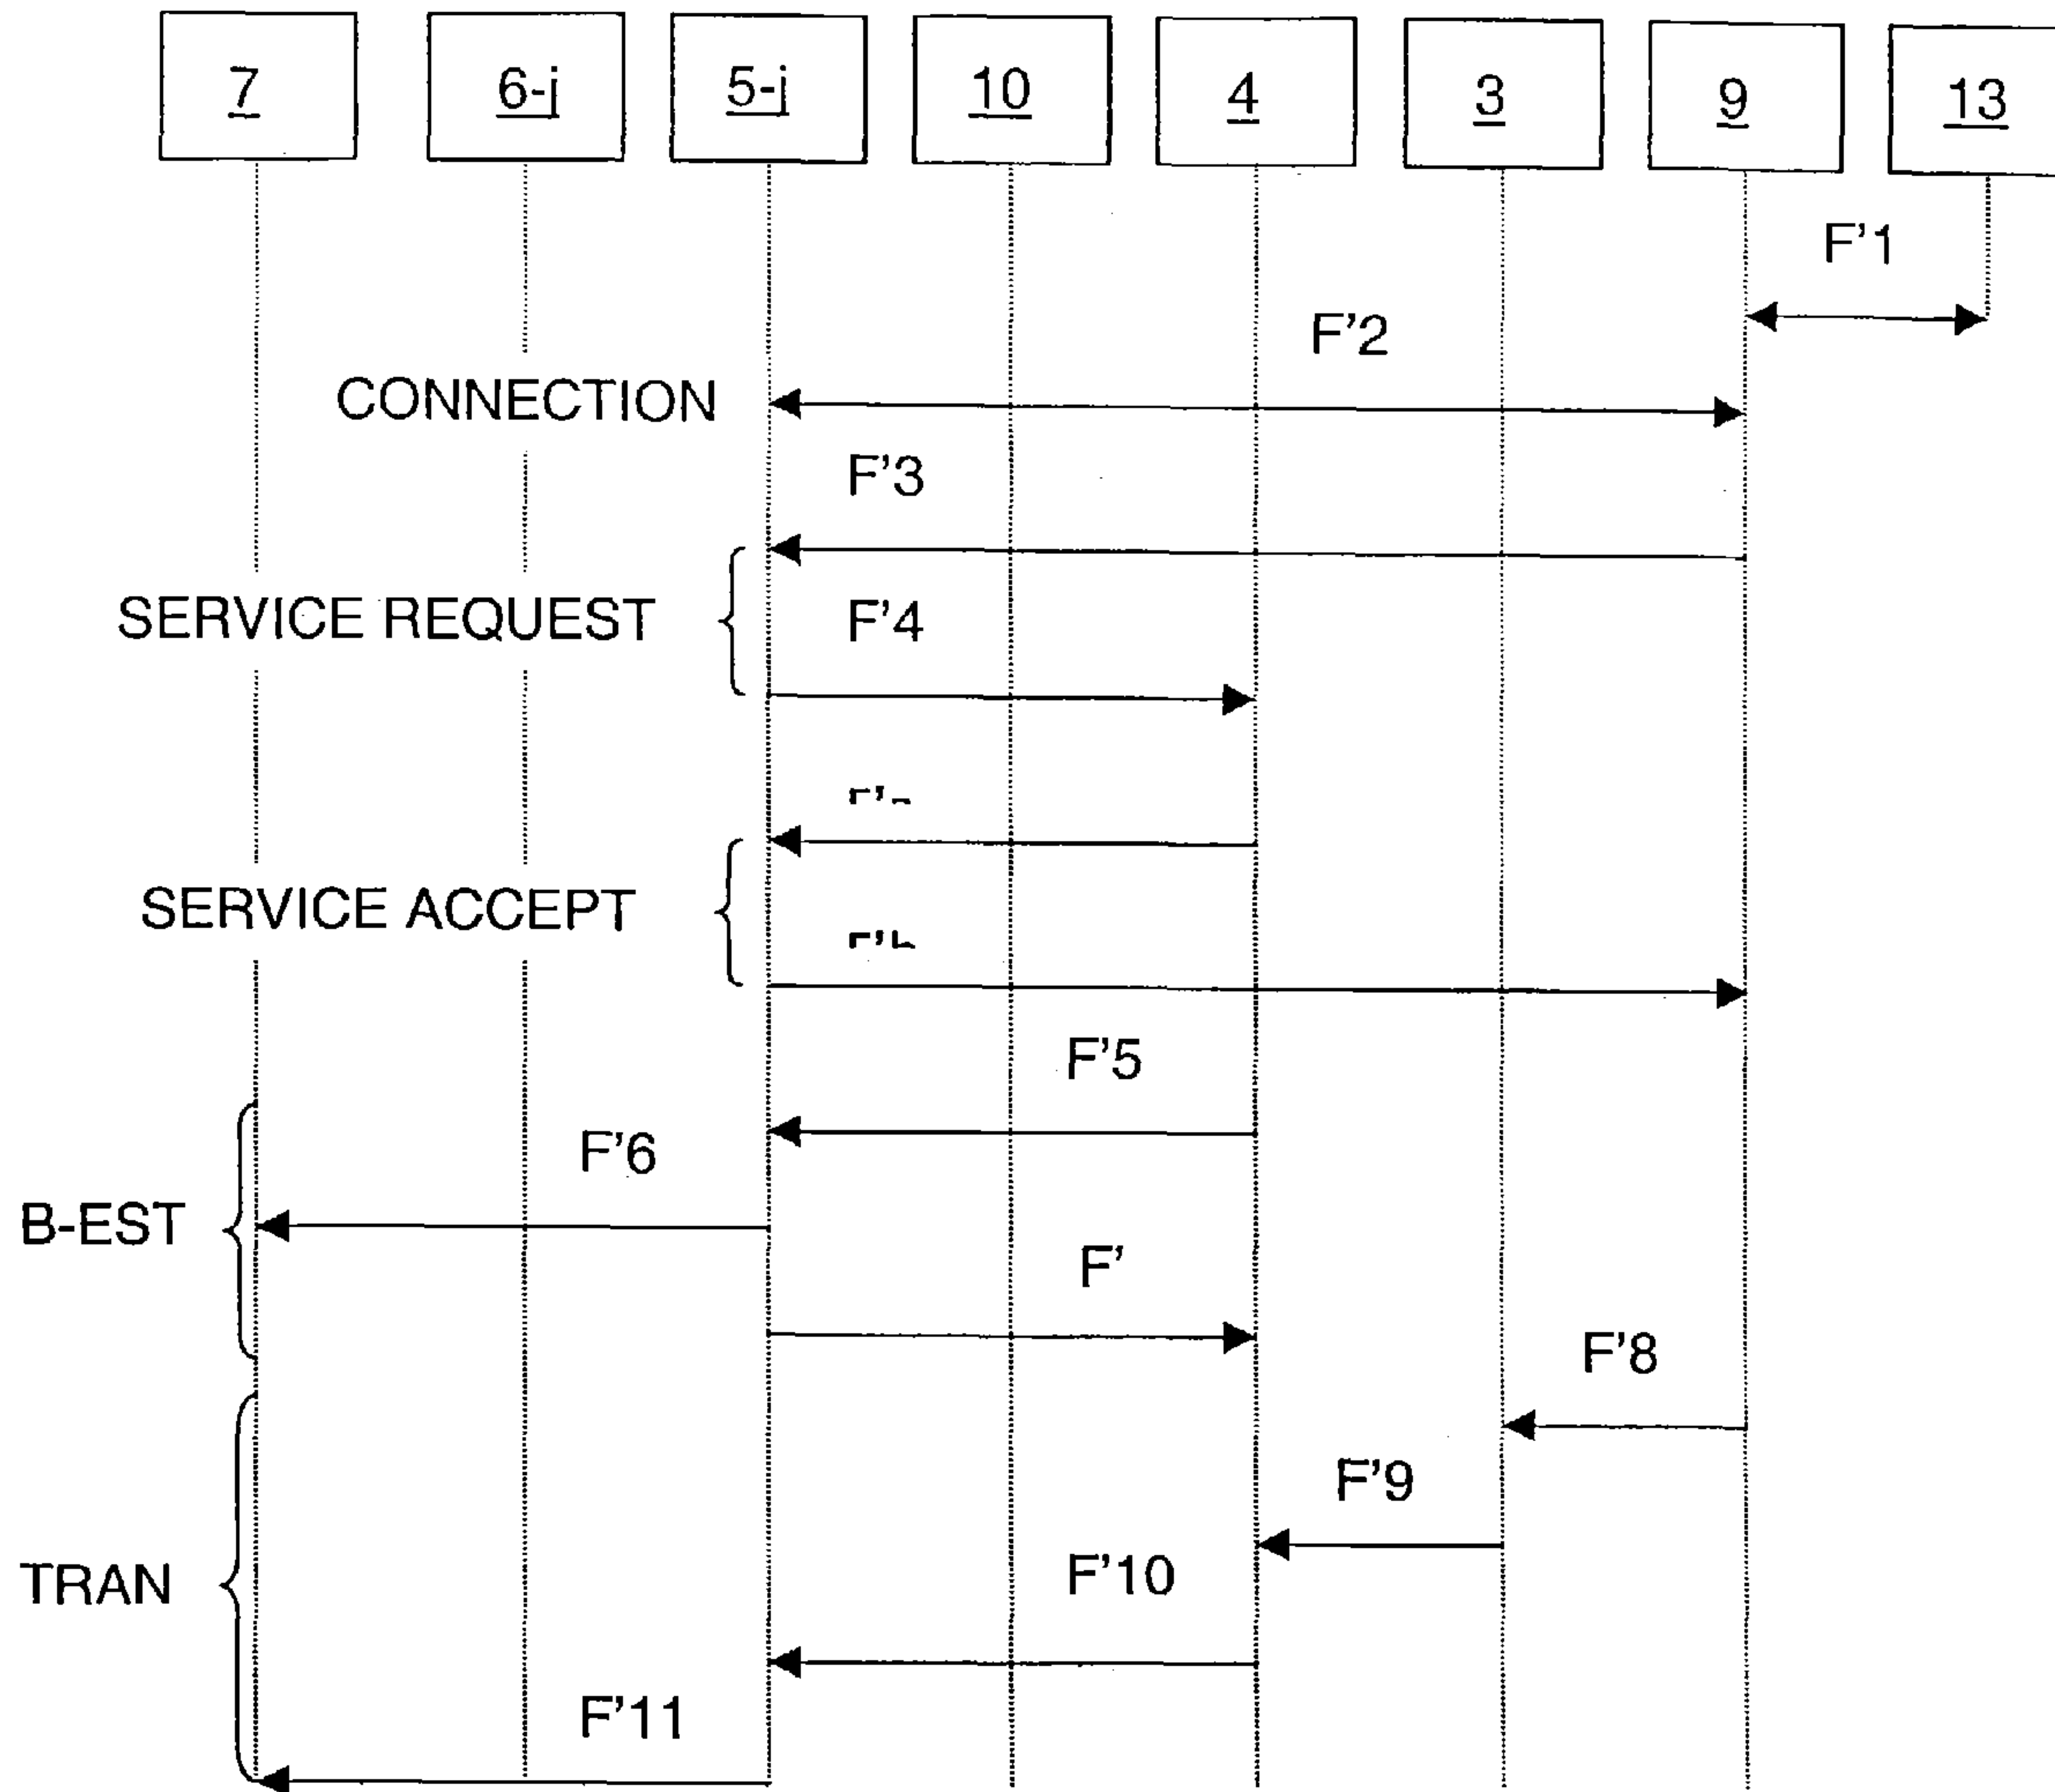 7 6-j 5-j 10 4 3 9 13
F'1
F'2
CONNECTION
F'3
SERVICE REQUEST
F'4
SERVICE ACCEPT
F'5
F'6
B-EST
F'
F'8
F'9
F'10
TRAN
F'11